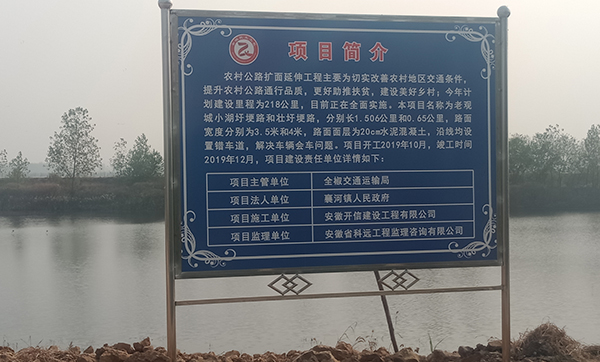 项目简介
农村公路扩面延伸工程主要为切实改善农村地区交通条件，
提升农村公路通行品质，更好助推扶贫，建设美好乡村；今年计
划建设里程为218公里，目前正在全面实施。本项目名称为老观
城小湖圩埂路和社圩埂路，分别长1.506公里和0.65公里，路面
宽度分别为3.5米和4米，路面面层为20cm水泥混凝土，沿线均设
置错车道，解决车辆会车问题。项目开工2019年10月，竣工时间
2019年12月，项目建设责任单位详情如下：
项目主管单位 全椒交通运输局
项目法人单位 襄河镇人民政府
项目施工单位 安徽开信建设工程有限公司
项目监理单位 安徽省科远工程监理咨询有限公司